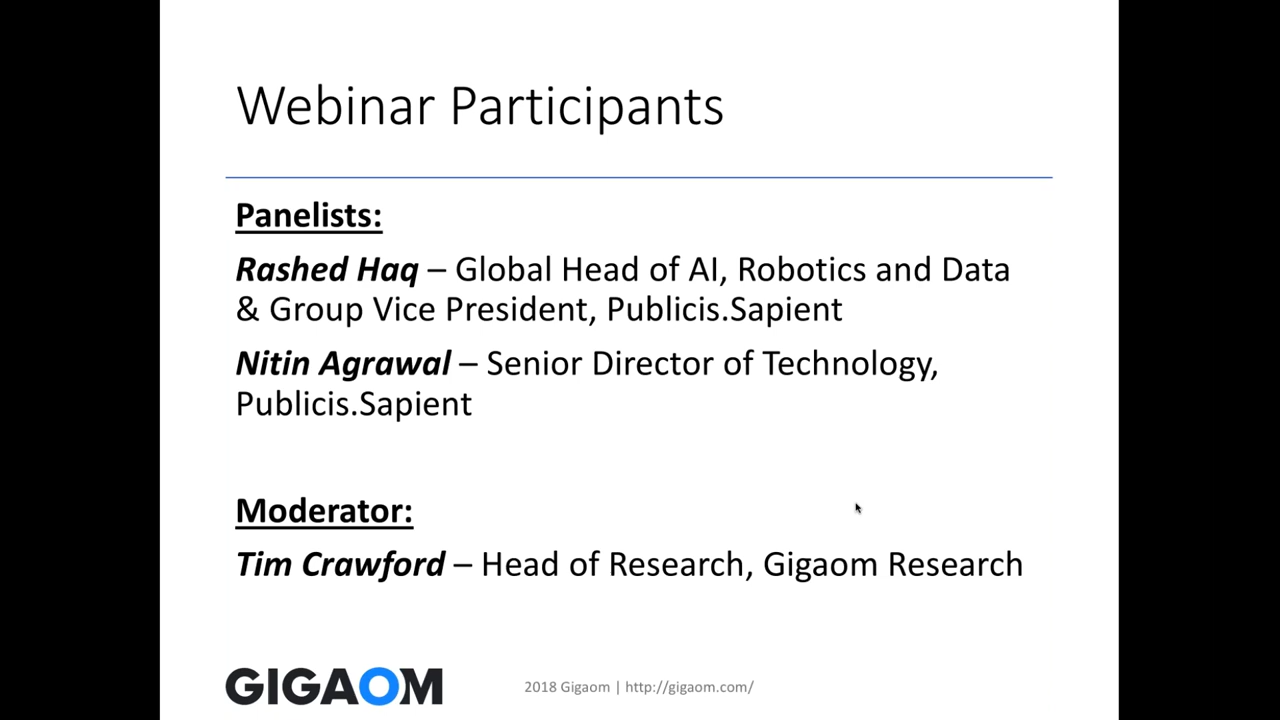 Webinar Participants
Panelists:
Rashed Haq – Global Head of AI, Robotics and Data
& Group Vice President, Publicis.Sapient
Nitin Agrawal – Senior Director of Technology,
Publicis.Sapient
Moderator:
Tim Crawford – Head of Research, Gigaom Research
GIGAOM
2018 Gigaom | http://gigaom.com/